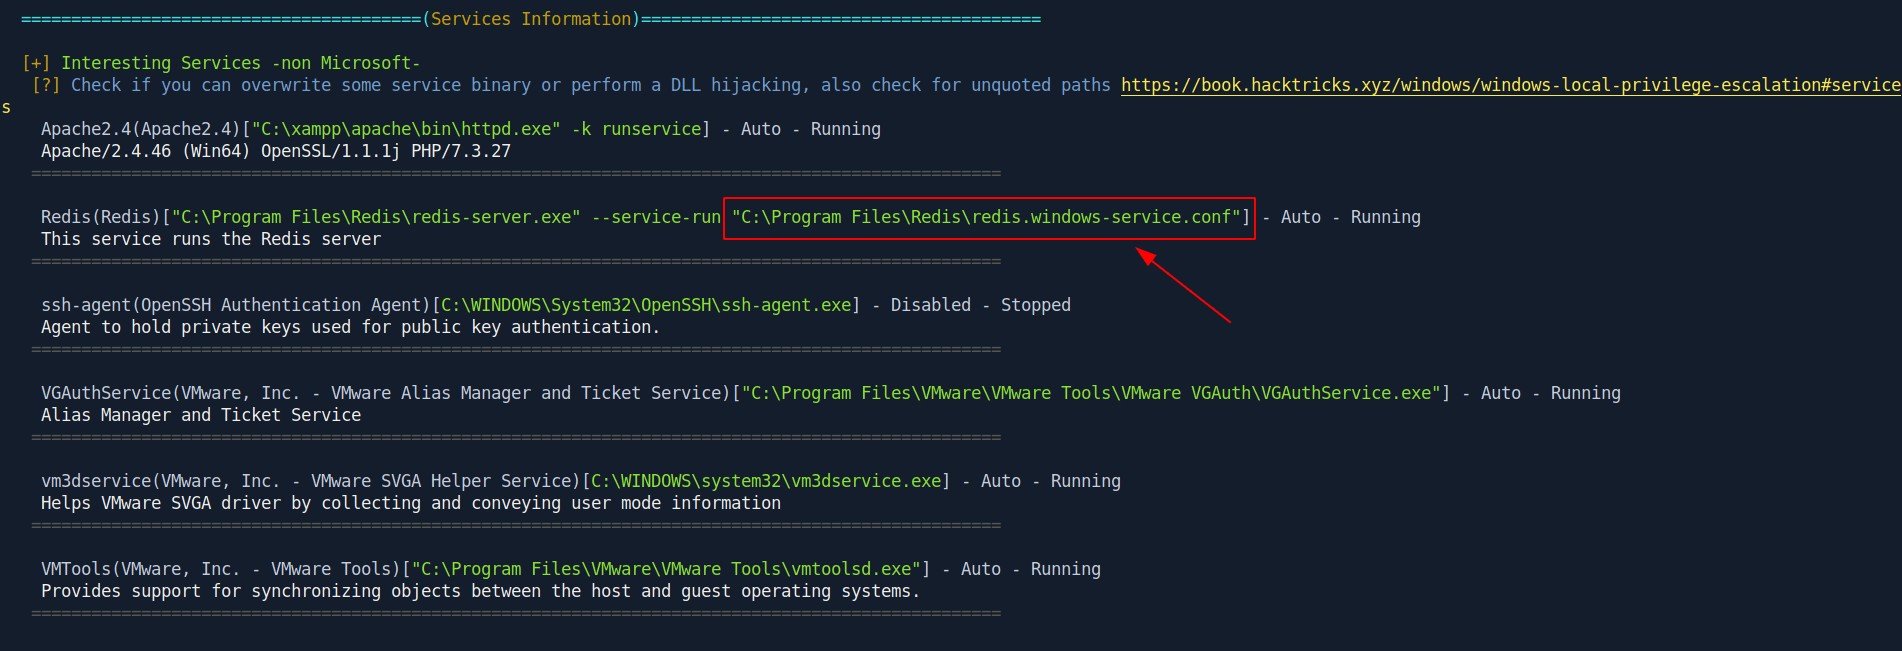 ========================================(Services Information)========================================
[+] Interesting Services -non Microsoft-
[?] Check if you can overwrite some service binary or perform a DLL hijacking, also check for unquoted paths https://book.hacktricks.xyz/windows/windows-local-privilege-escalation#service
s
Apache2.4(Apache2.4)["C:\xampp\apache\bin\httpd.exe" -k runservice] - Auto - Running
Apache/2.4.46 (Win64) OpenSSL/1.1.1j PHP/7.3.27
=================================================================================================
Redis(Redis)["C:\Program Files\Redis\redis-server.exe" --service-run "C:\Program Files\Redis\redis.windows-service.conf"] - Auto - Running
This service runs the Redis server
=================================================================================================
ssh-agent(OpenSSH Authentication Agent)[C:\WINDOWS\System32\OpenSSH\ssh-agent.exe] - Disabled - Stopped
Agent to hold private keys used for public key authentication.
=================================================================================================
VGAuthService(VMware, Inc. - VMware Alias Manager and Ticket Service)["C:\Program Files\VMware\VMware Tools\VMware VGAuth\VGAuthService.exe"] - Auto - Running
Alias Manager and Ticket Service
=================================================================================================
vm3dservice(VMware, Inc. - VMware SVGA Helper Service)[C:\WINDOWS\system32\vm3dservice.exe] - Auto - Running
Helps VMware SVGA driver by collecting and conveying user mode information
=================================================================================================
VMTools(VMware, Inc. - VMware Tools)["C:\Program Files\VMware\VMware Tools\vmtoolsd.exe"] - Auto - Running
Provides support for synchronizing objects between the host and guest operating systems.
=================================================================================================